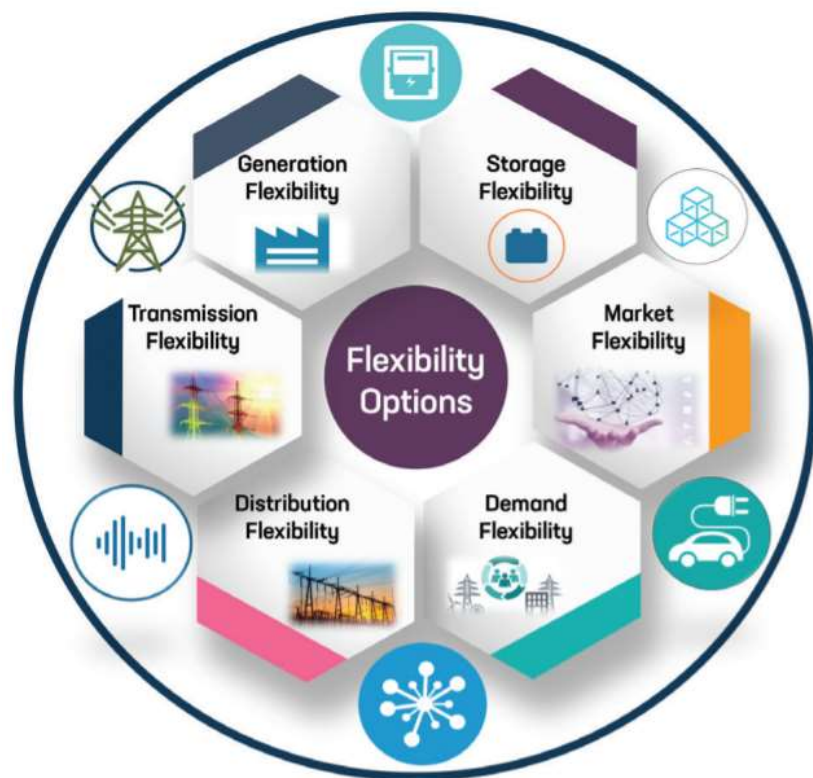 Generation
Flexibility
Storage
Flexibility
Transmission
Flexibility
Market
Flexibility
Flexibility
Options
Distribution
Flexibility
Demand
Flexibility